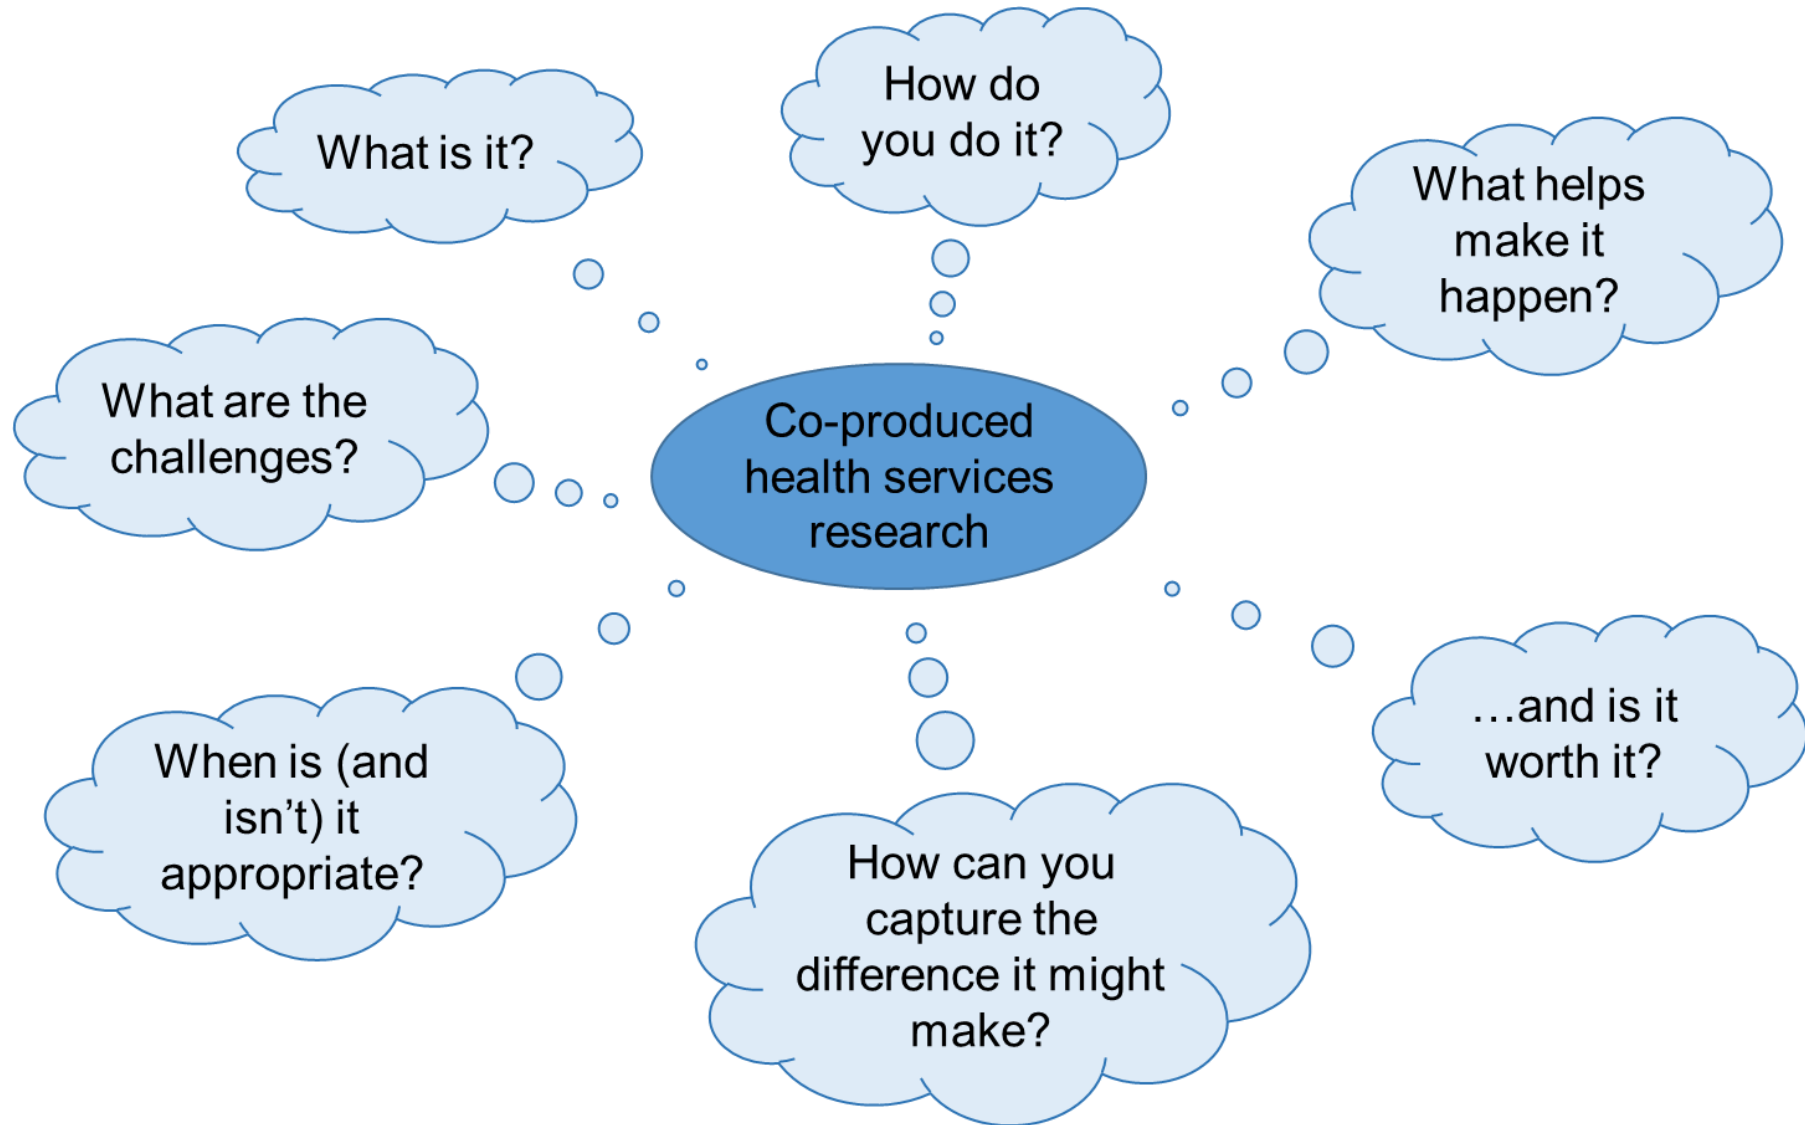 What is it?
How do
you do it?
What helps
make it
happen?
What are the
challenges?
Co-produced
health services
research
When is (and
isn’t) it
appropriate?
How can you
capture the
difference it might
make?
…and is it
worth it?